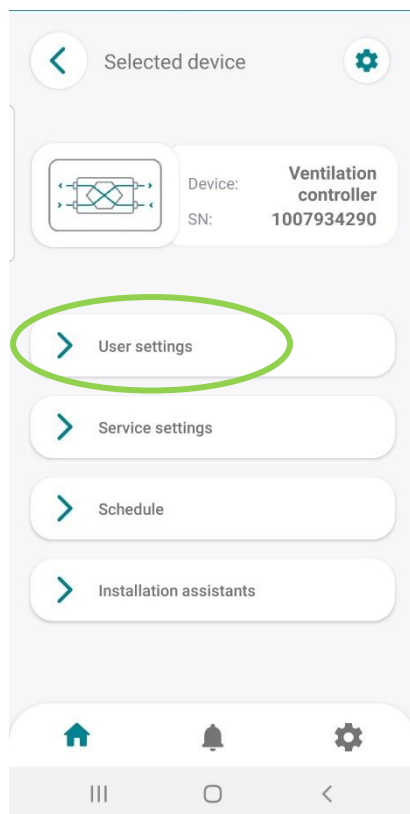 Selected device
Device: Ventilation
controller
SN: 1007934290
User settings
Service settings
Schedule
Installation assistants